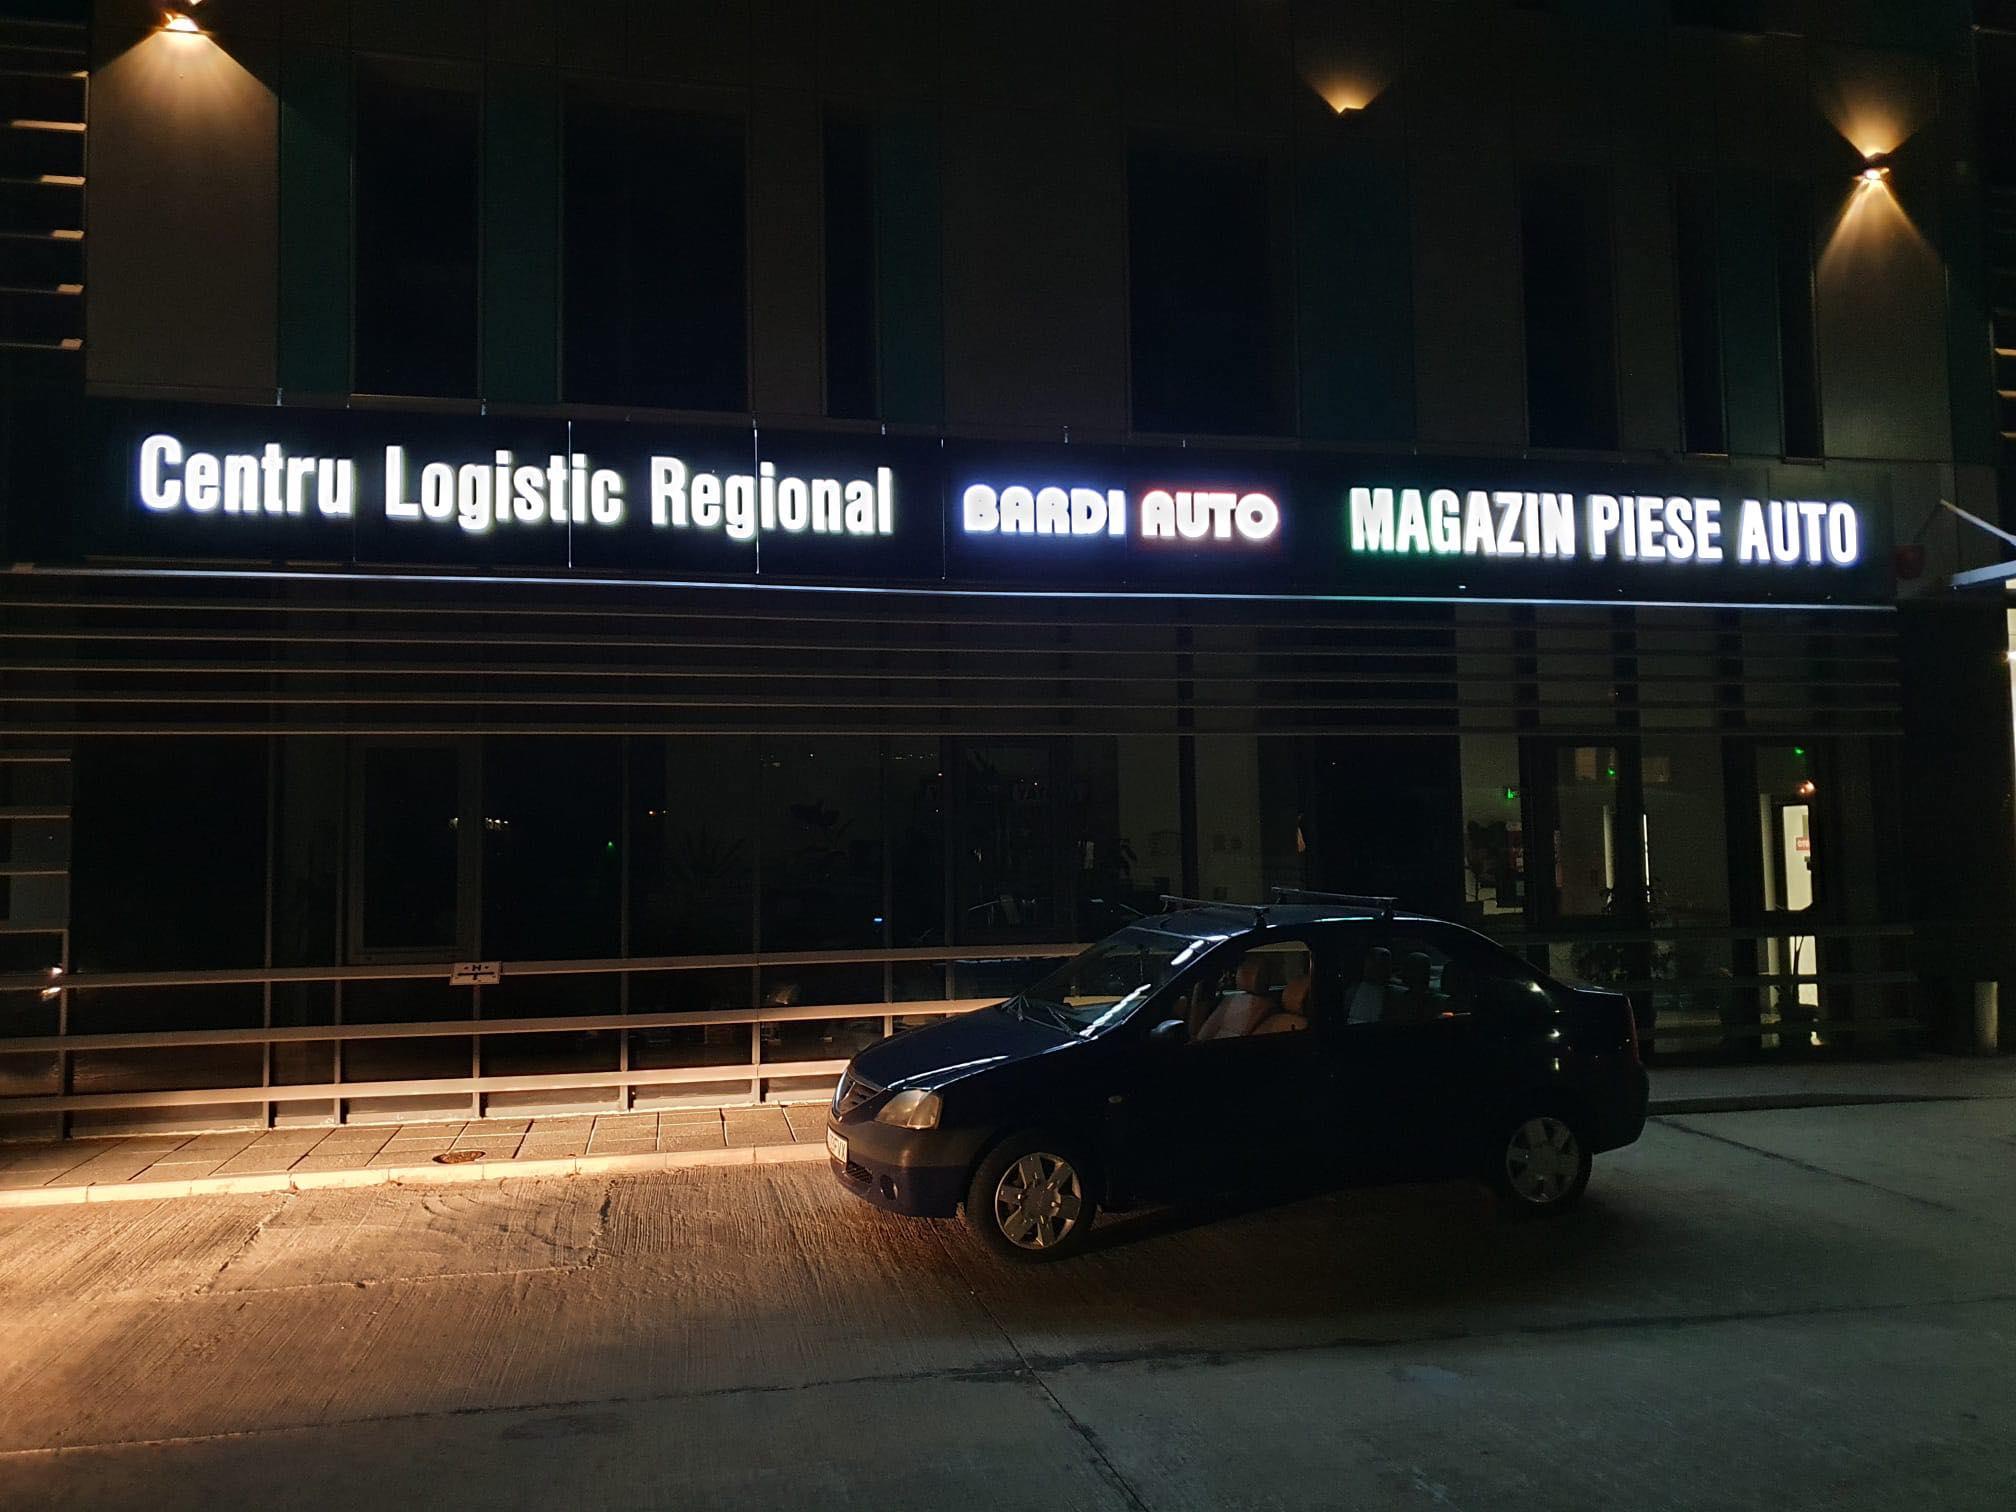 Centru Logistic Regional BARDI AUTO MAGAZIN PIESE AUTO